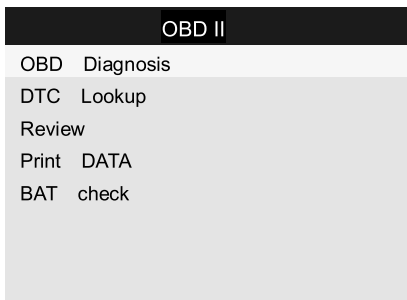 OBD II
OBD Diagnosis
DTC Lookup
Review
Print DATA
BAT check